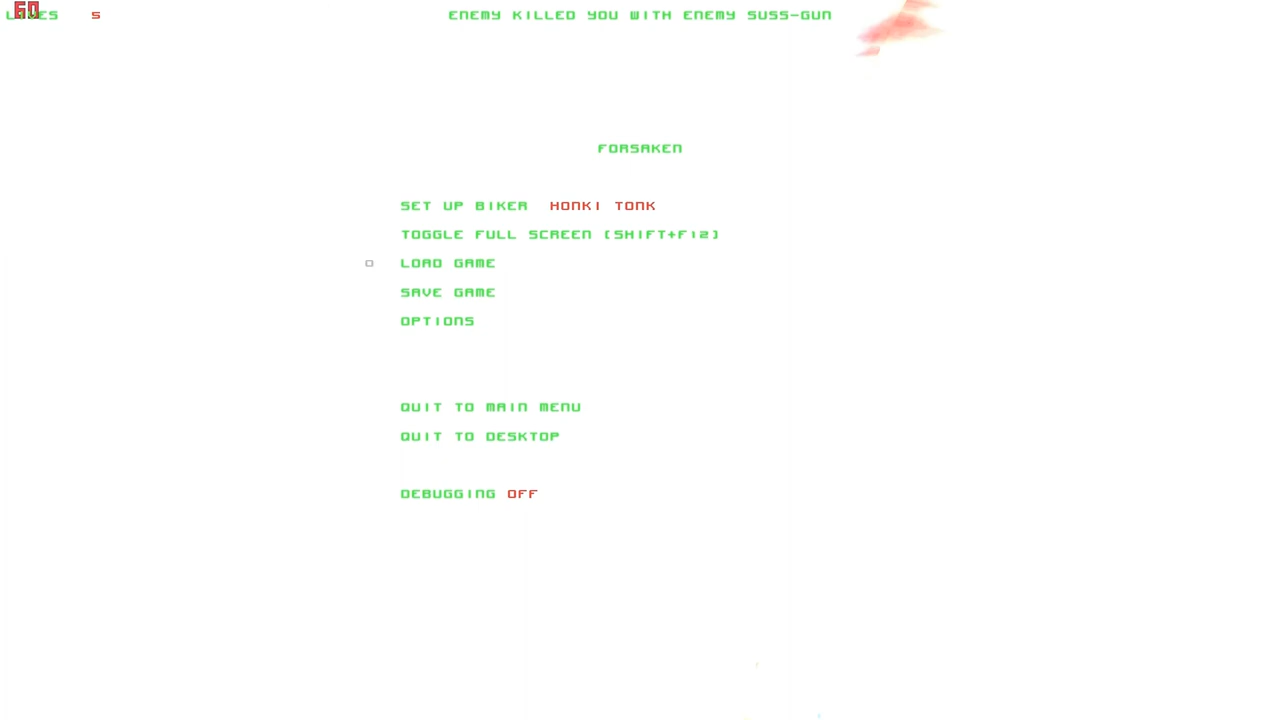 LIVES 5
60
ENEMY KILLED YOU WITH ENEMY SUSS-GUN
FORSAKEN
SET UP BIKER HONKI TONK
TOGGLE FULL SCREEN [SHIFT+F12]
LOAD GAME
SAVE GAME
OPTIONS
QUIT TO MAIN MENU
QUIT TO DESKTOP
DEBUGGING OFF